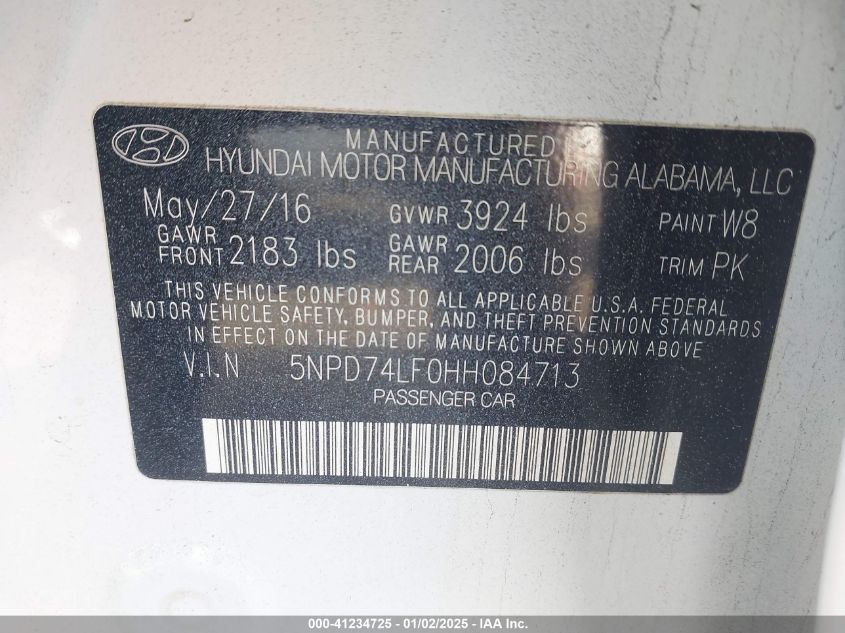 MANUFACTURED
HYUNDAI MOTOR MANUFACTURING ALABAMA, LLC
May/27/16 GVWR 3924 lbs PAINT W8
GAWR FRONT 2183 lbs GAWR REAR 2006 lbs TRIM PK
THIS VEHICLE CONFORMS TO ALL APPLICABLE U.S.A. FEDERAL
MOTOR VEHICLE SAFETY, BUMPER, AND THEFT PREVENTION STANDARDS
IN EFFECT ON THE DATE OF MANUFACTURE SHOWN ABOVE.
V.I.N 5NPD74LF0HH084713
PASSENGER CAR
000-41234725 - 01/02/2025 - IAA Inc.